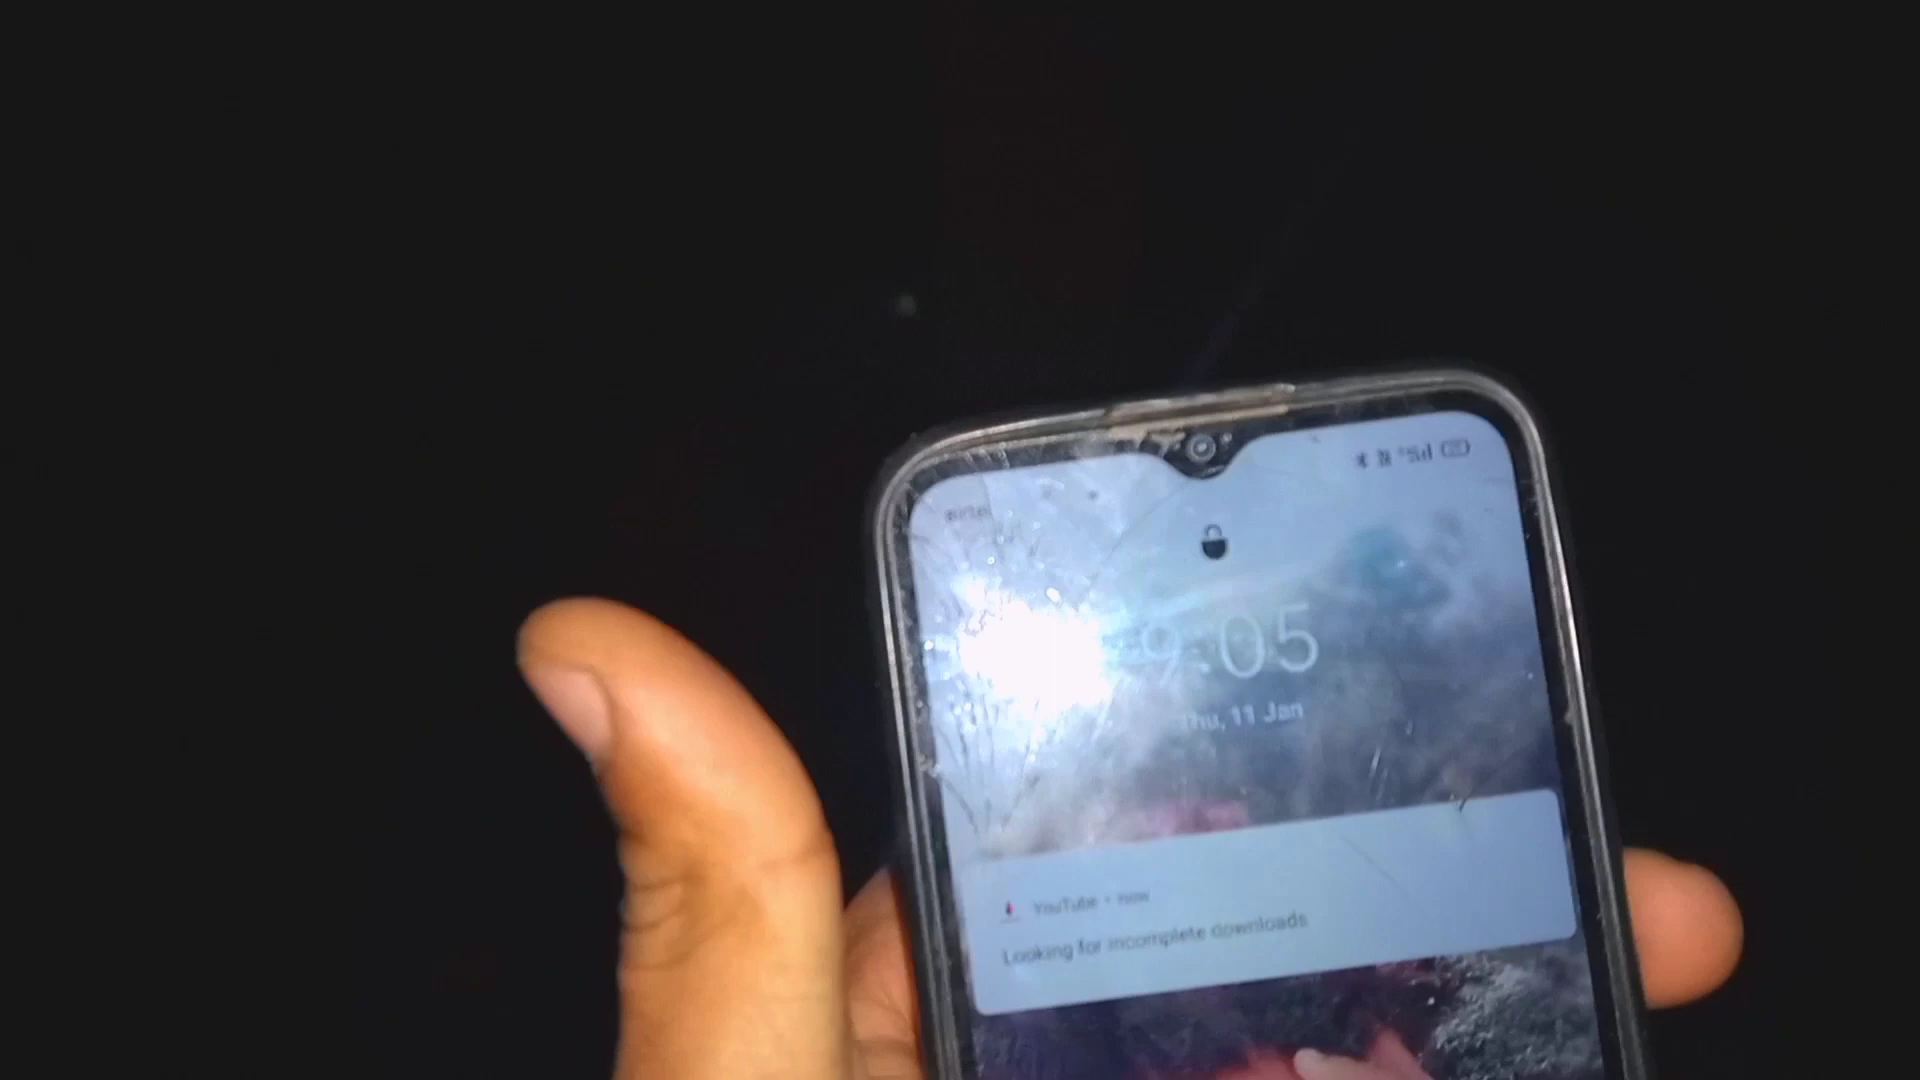 9:05
Thu, 11 Jan
YouTube • now
Looking for incomplete downloads